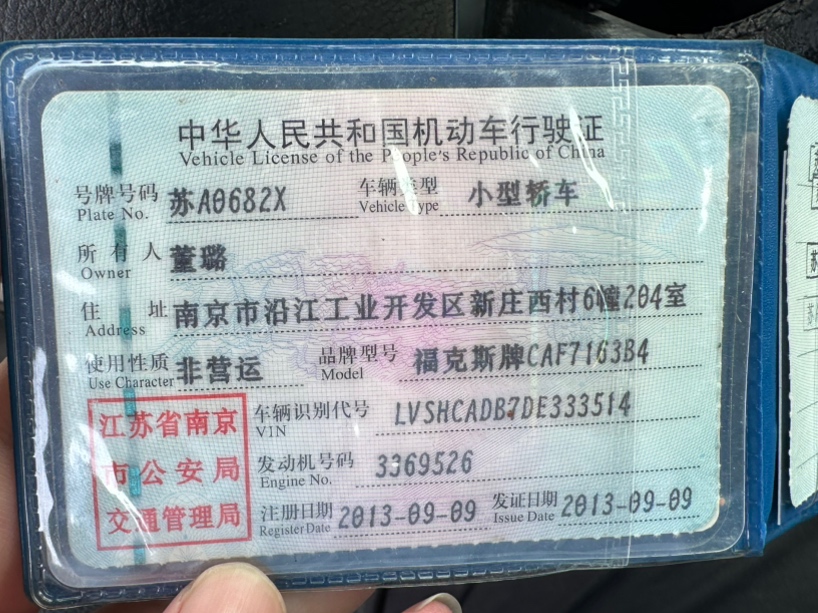 中华人民共和国机动车行驶证
Vehicle License of the People's Republic of China
号牌号码 苏A0682X 车辆类型 小型轿车
Plate No. Vehicle Type
所有人 董璐
Owner
住址 南京市沿江工业开发区新庄西村6幢204室
Address
使用性质 非营运 品牌型号 福克斯牌CAF7163B4
Use Character Model
江苏省南京
市公安局
交通管理局
车辆识别代号 LVSHCADB7DE333514
VIN
发动机号码 3369526
Engine No.
注册日期 2013-09-09 发证日期 2013-09-09
Register Date Issue Date